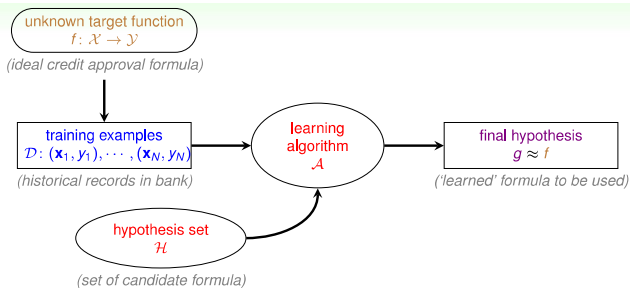 unknown target function
f: 𝒳 → 𝒴
(ideal credit approval formula)
training examples
𝒟: (x₁, y₁), ⋯ , (x_N, y_N)
(historical records in bank)
learning
algorithm
𝒜
final hypothesis
g ≈ f
(‘learned’ formula to be used)
hypothesis set
ℋ
(set of candidate formula)